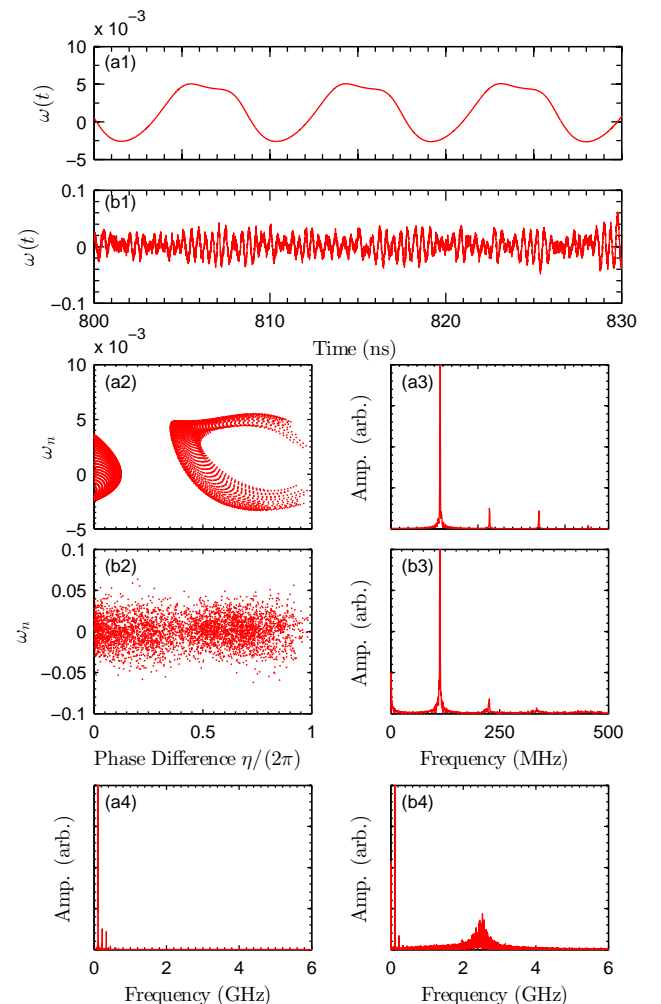 x 10⁻³
10
5
0
−5
ω(t)
(a1)
0.1
0
−0.1
ω(t)
(b1)
800 810 820 830
Time (ns)
x 10⁻³
10
5
0
−5
ωₙ
(a2)
Amp. (arb.)
(a3)
0.1
0.05
0
−0.05
−0.1
ωₙ
(b2)
0 0.5 1
Phase Difference η/(2π)
Amp. (arb.)
(b3)
0 250 500
Frequency (MHz)
Amp. (arb.)
(a4)
0 2 4 6
Frequency (GHz)
Amp. (arb.)
(b4)
0 2 4 6
Frequency (GHz)